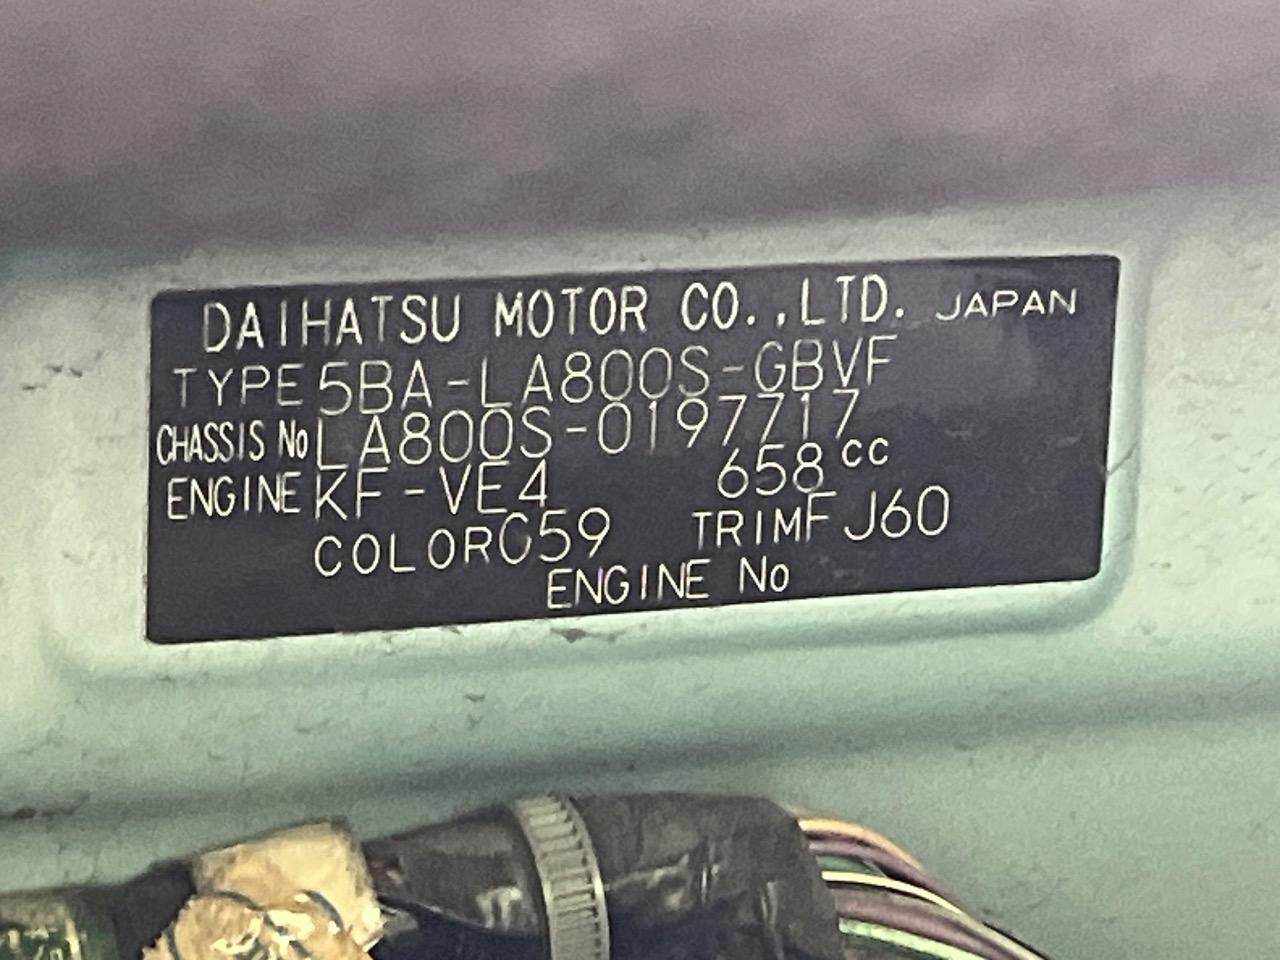 DAIHATSU MOTOR CO.,LTD. JAPAN
TYPE 5BA-LA800S-GBVF
CHASSIS No LA800S-0197717
ENGINE KF-VE4 658cc
COLOR G59 TRIM FJ60
ENGINE No